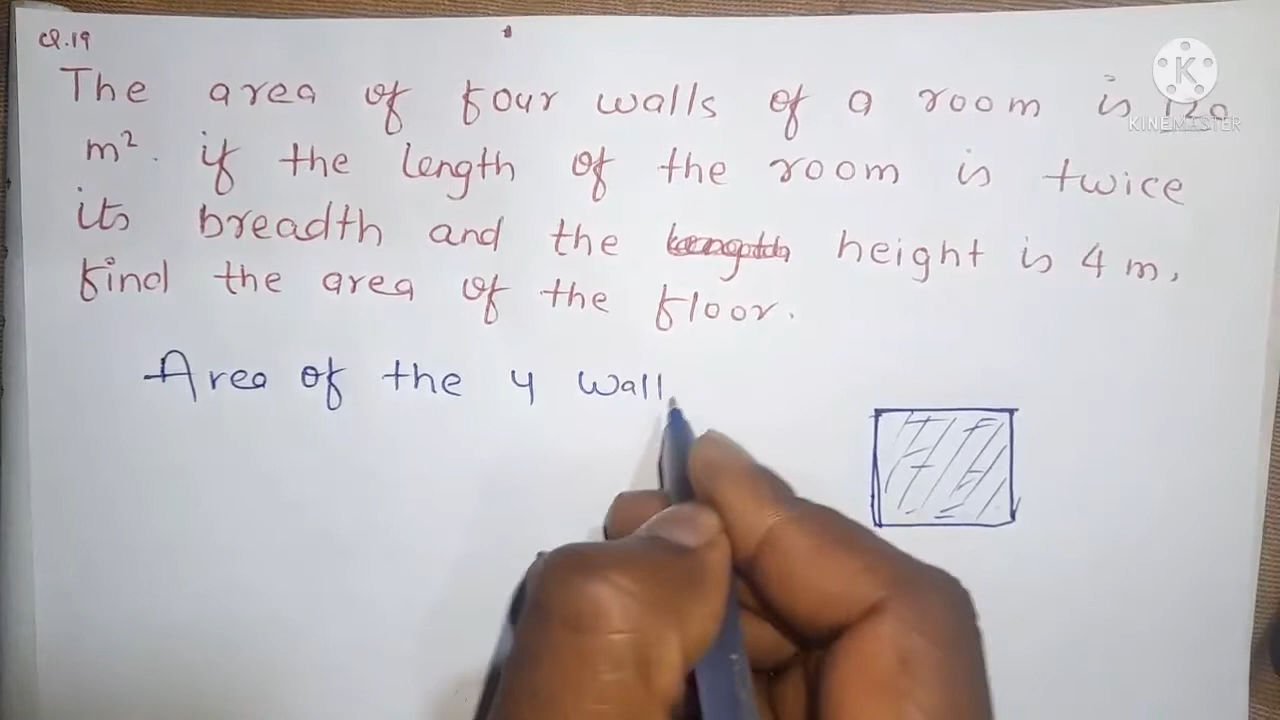 Q.19
The area of four walls of a room is 120
m². if the length of the room is twice
its breadth and the height is 4 m,
find the area of the floor.
Area of the 4 wall
K
KINEMASTER